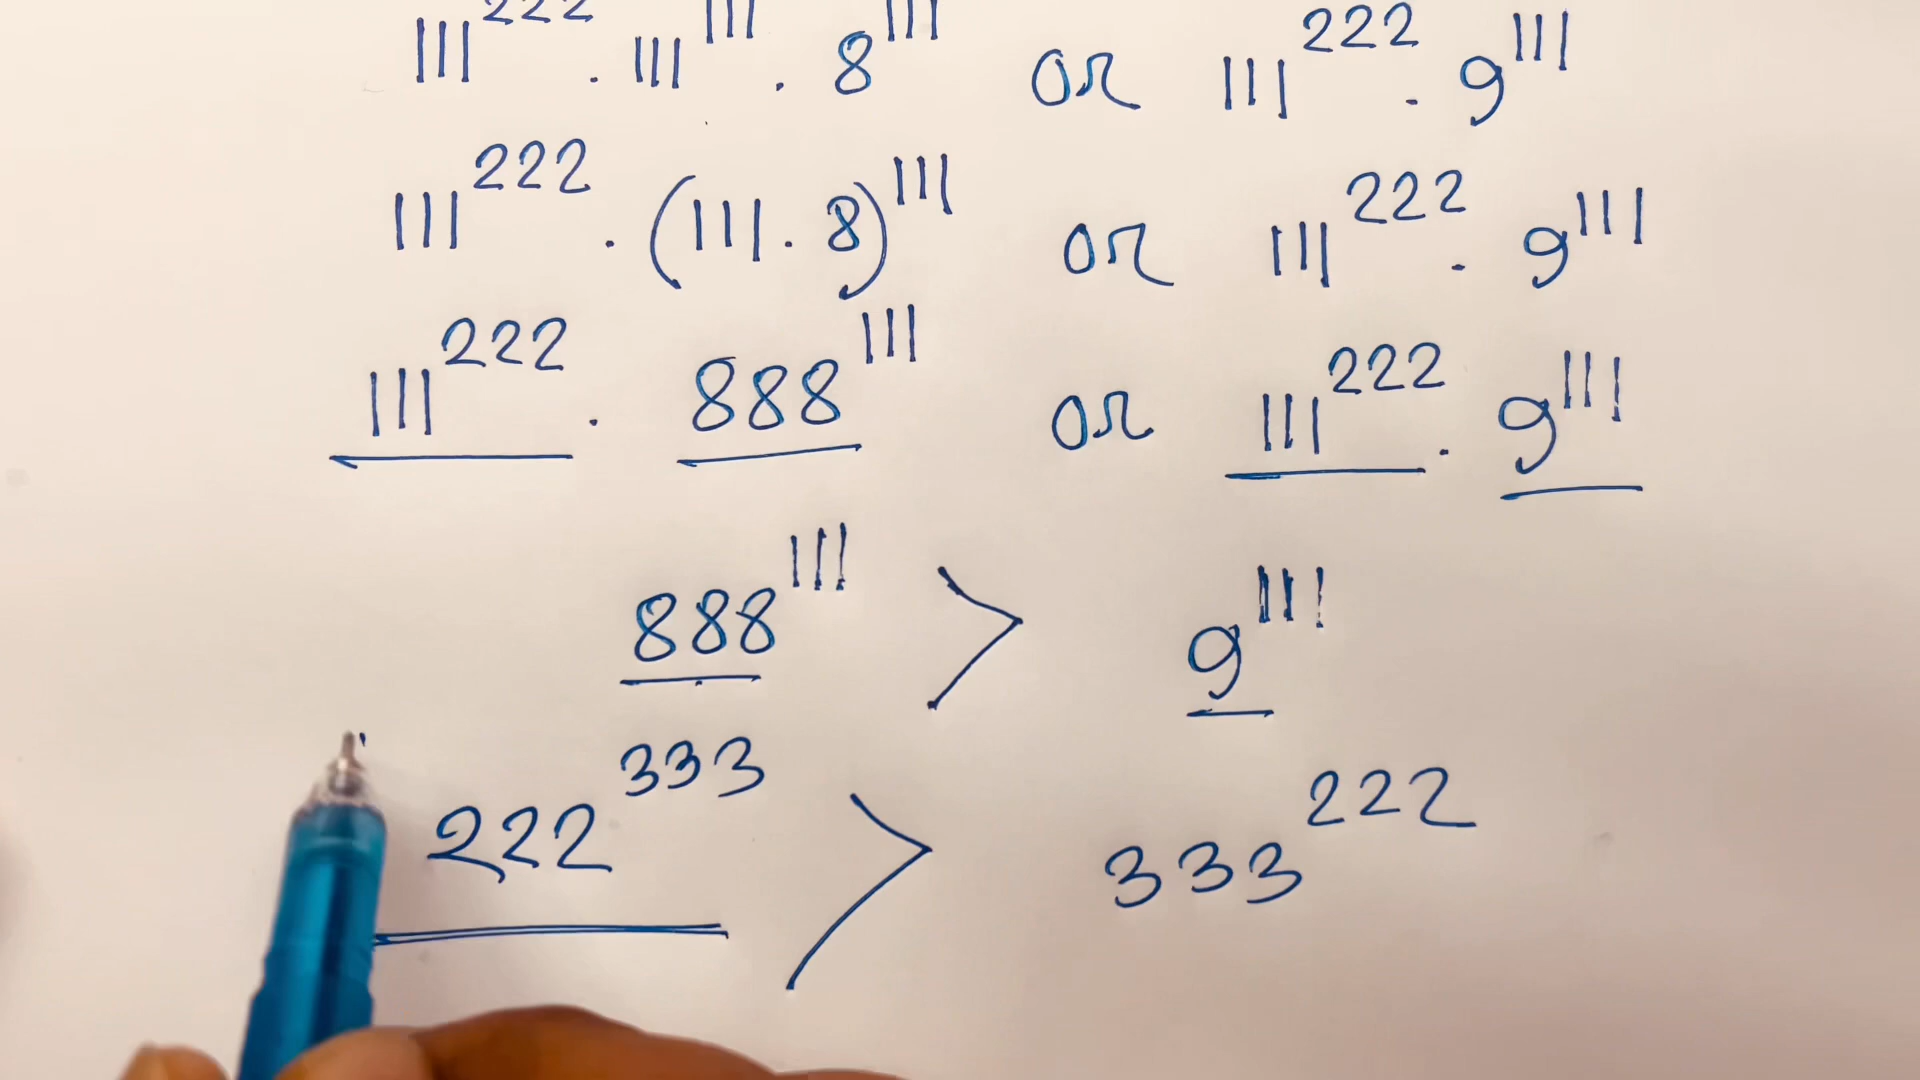 111^222 . 111^111 . 8^111 or 111^222 . 9^111
111^222 . (111 . 8)^111 or 111^222 . 9^111
111^222 . 888^111 or 111^222 . 9^111
888^111 > 9^111
222^333 > 333^222